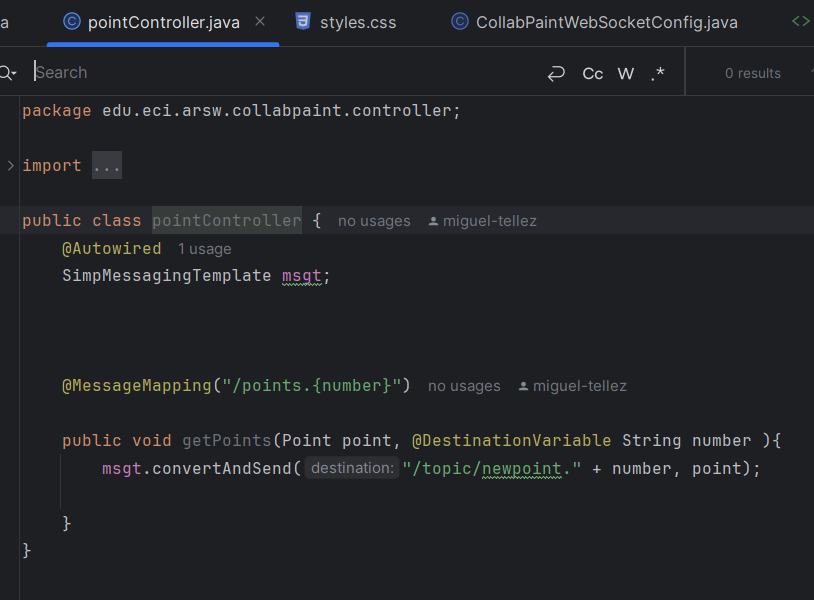 a pointController.java styles.css CollabPaintWebSocketConfig.java
Search Cc W .* 0 results
package edu.eci.arsw.collabpaint.controller;
import ...
public class pointController { no usages miguel-tellez
@Autowired 1 usage
SimpMessagingTemplate msgt;
@MessageMapping("/points.{number}") no usages miguel-tellez
public void getPoints(Point point, @DestinationVariable String number ){
msgt.convertAndSend( destination: "/topic/newpoint." + number, point);
}
}